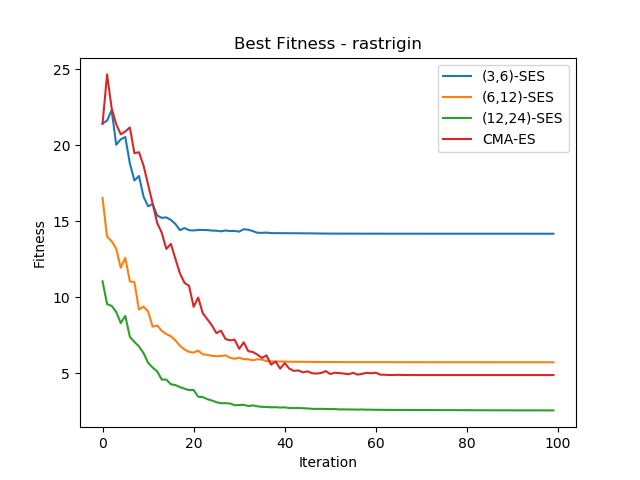 Best Fitness - rastrigin
25
20
15
10
5
Fitness
(3,6)-SES
(6,12)-SES
(12,24)-SES
CMA-ES
0 20 40 60 80 100
Iteration